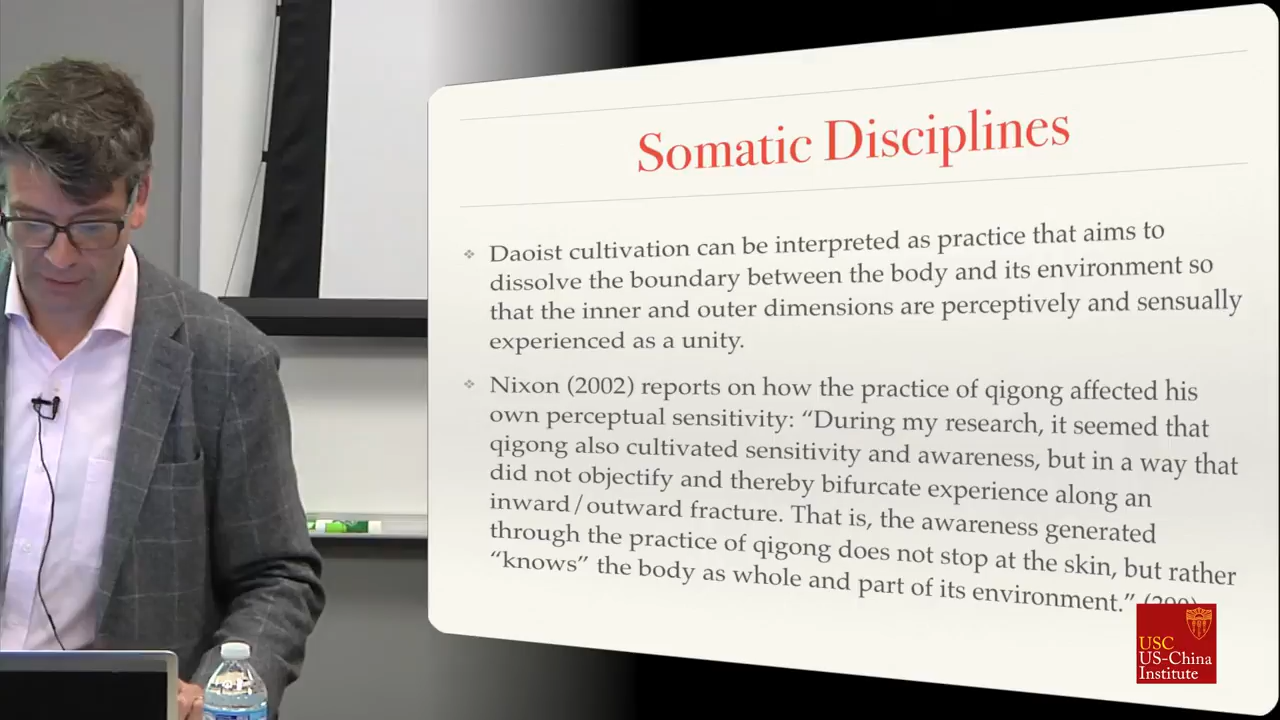 Somatic Disciplines
Daoist cultivation can be interpreted as practice that aims to
dissolve the boundary between the body and its environment so
that the inner and outer dimensions are perceptively and sensually
experienced as a unity.
Nixon (2002) reports on how the practice of qigong affected his
own perceptual sensitivity: “During my research, it seemed that
qigong also cultivated sensitivity and awareness, but in a way that
did not objectify and thereby bifurcate experience along an
inward/outward fracture. That is, the awareness generated
through the practice of qigong does not stop at the skin, but rather
“knows” the body as whole and part of its environment.”
USC
US-China
Institute